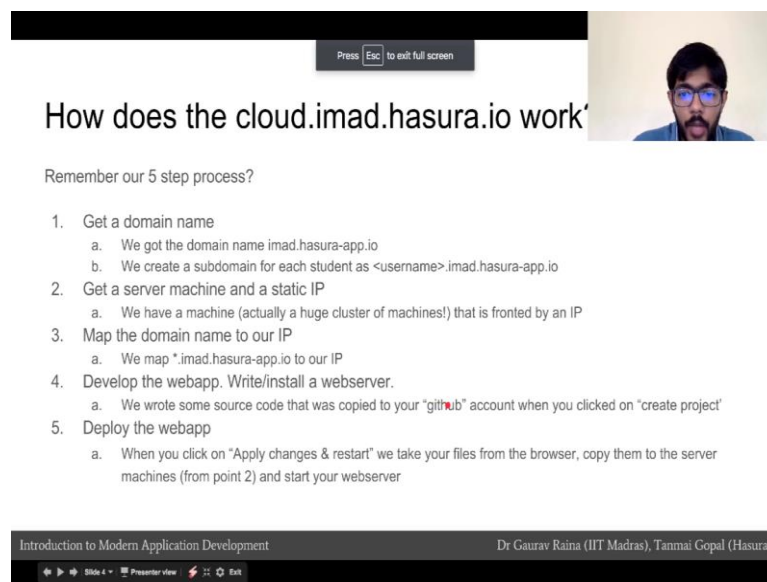 Press Esc to exit full screen
How does the cloud.imad.hasura.io work?
Remember our 5 step process?
1. Get a domain name
a. We got the domain name imad.hasura-app.io
b. We create a subdomain for each student as <username>.imad.hasura-app.io
2. Get a server machine and a static IP
a. We have a machine (actually a huge cluster of machines!) that is fronted by an IP
3. Map the domain name to our IP
a. We map *.imad.hasura-app.io to our IP
4. Develop the webapp. Write/install a webserver.
a. We wrote some source code that was copied to your “github” account when you clicked on “create project’
5. Deploy the webapp
a. When you click on “Apply changes & restart” we take your files from the browser, copy them to the server
machines (from point 2) and start your webserver
Introduction to Modern Application Development
Dr Gaurav Raina (IIT Madras), Tanmai Gopal (Hasura
Slide 4 Presenter view Exit